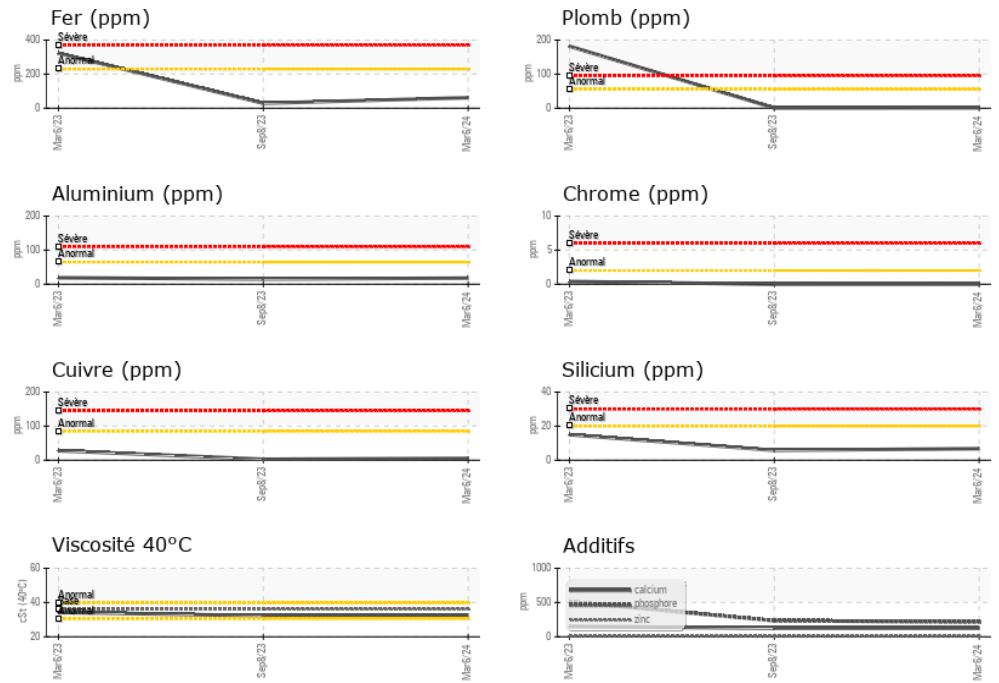 Fer (ppm)
400
200
0
ppm
Sévère
Anormal
Mar6/23
Sep8/23
Mar6/24
Plomb (ppm)
200
100
0
ppm
Sévère
Anormal
Mar6/23
Sep8/23
Mar6/24
Aluminium (ppm)
200
100
0
ppm
Sévère
Anormal
Mar6/23
Sep8/23
Mar6/24
Chrome (ppm)
10
5
0
ppm
Sévère
Anormal
Mar6/23
Sep8/23
Mar6/24
Cuivre (ppm)
200
100
0
ppm
Sévère
Anormal
Mar6/23
Sep8/23
Mar6/24
Silicium (ppm)
40
20
0
ppm
Sévère
Anormal
Mar6/23
Sep8/23
Mar6/24
Viscosité 40°C
60
40
20
cSt (40°C)
Anormal
Base
Anormal
Mar6/23
Sep8/23
Mar6/24
Additifs
1000
500
0
ppm
calcium
phosphore
zinc
Mar6/23
Sep8/23
Mar6/24